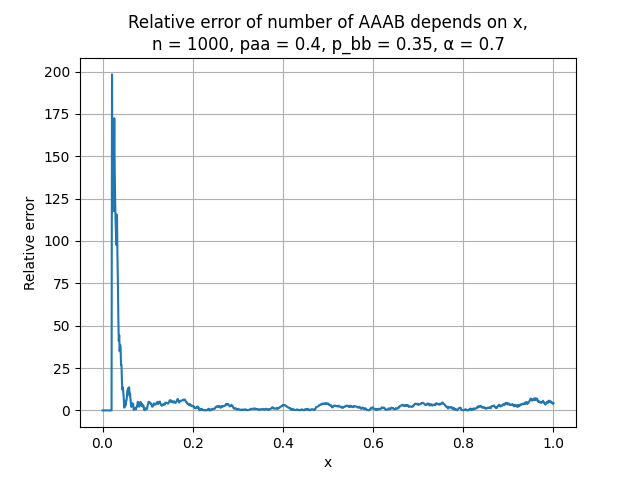 Relative error of number of AAAB depends on x,
n = 1000, paa = 0.4, p_bb = 0.35, α = 0.7
200
175
150
125
100
75
50
25
0
Relative error
0.0 0.2 0.4 0.6 0.8 1.0
x